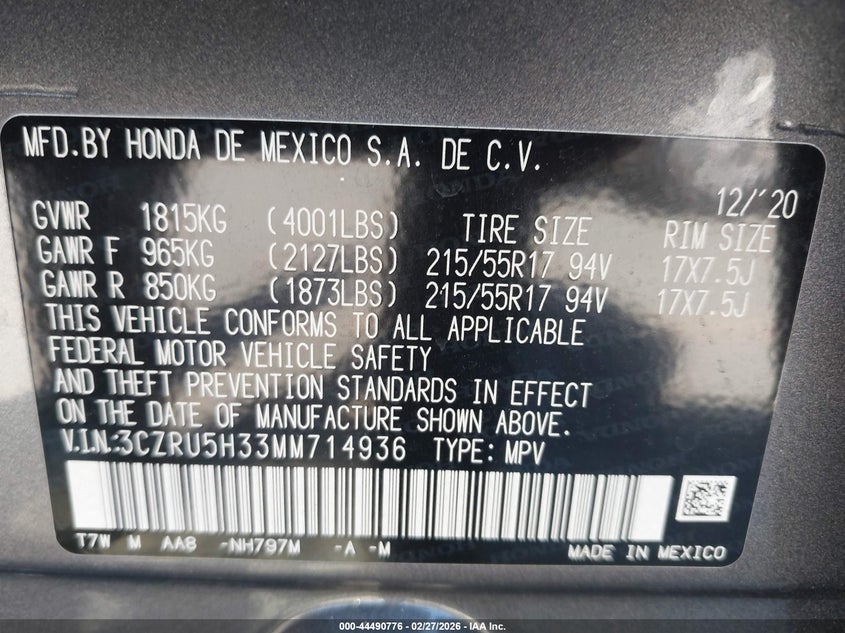 MFD.BY HONDA DE MEXICO S.A. DE C.V.
12/'20
GVWR 1815KG (4001LBS) TIRE SIZE RIM SIZE
GAWR F 965KG (2127LBS) 215/55R17 94V 17X7.5J
GAWR R 850KG (1873LBS) 215/55R17 94V 17X7.5J
THIS VEHICLE CONFORMS TO ALL APPLICABLE
FEDERAL MOTOR VEHICLE SAFETY
AND THEFT PREVENTION STANDARDS IN EFFECT
ON THE DATE OF MANUFACTURE SHOWN ABOVE.
V.I.N.:3CZRU5H33MM714936 TYPE: MPV
T7W M AA8 -NH797M -A -M MADE IN MEXICO
000-44490776 - 02/27/2026 - IAA Inc.